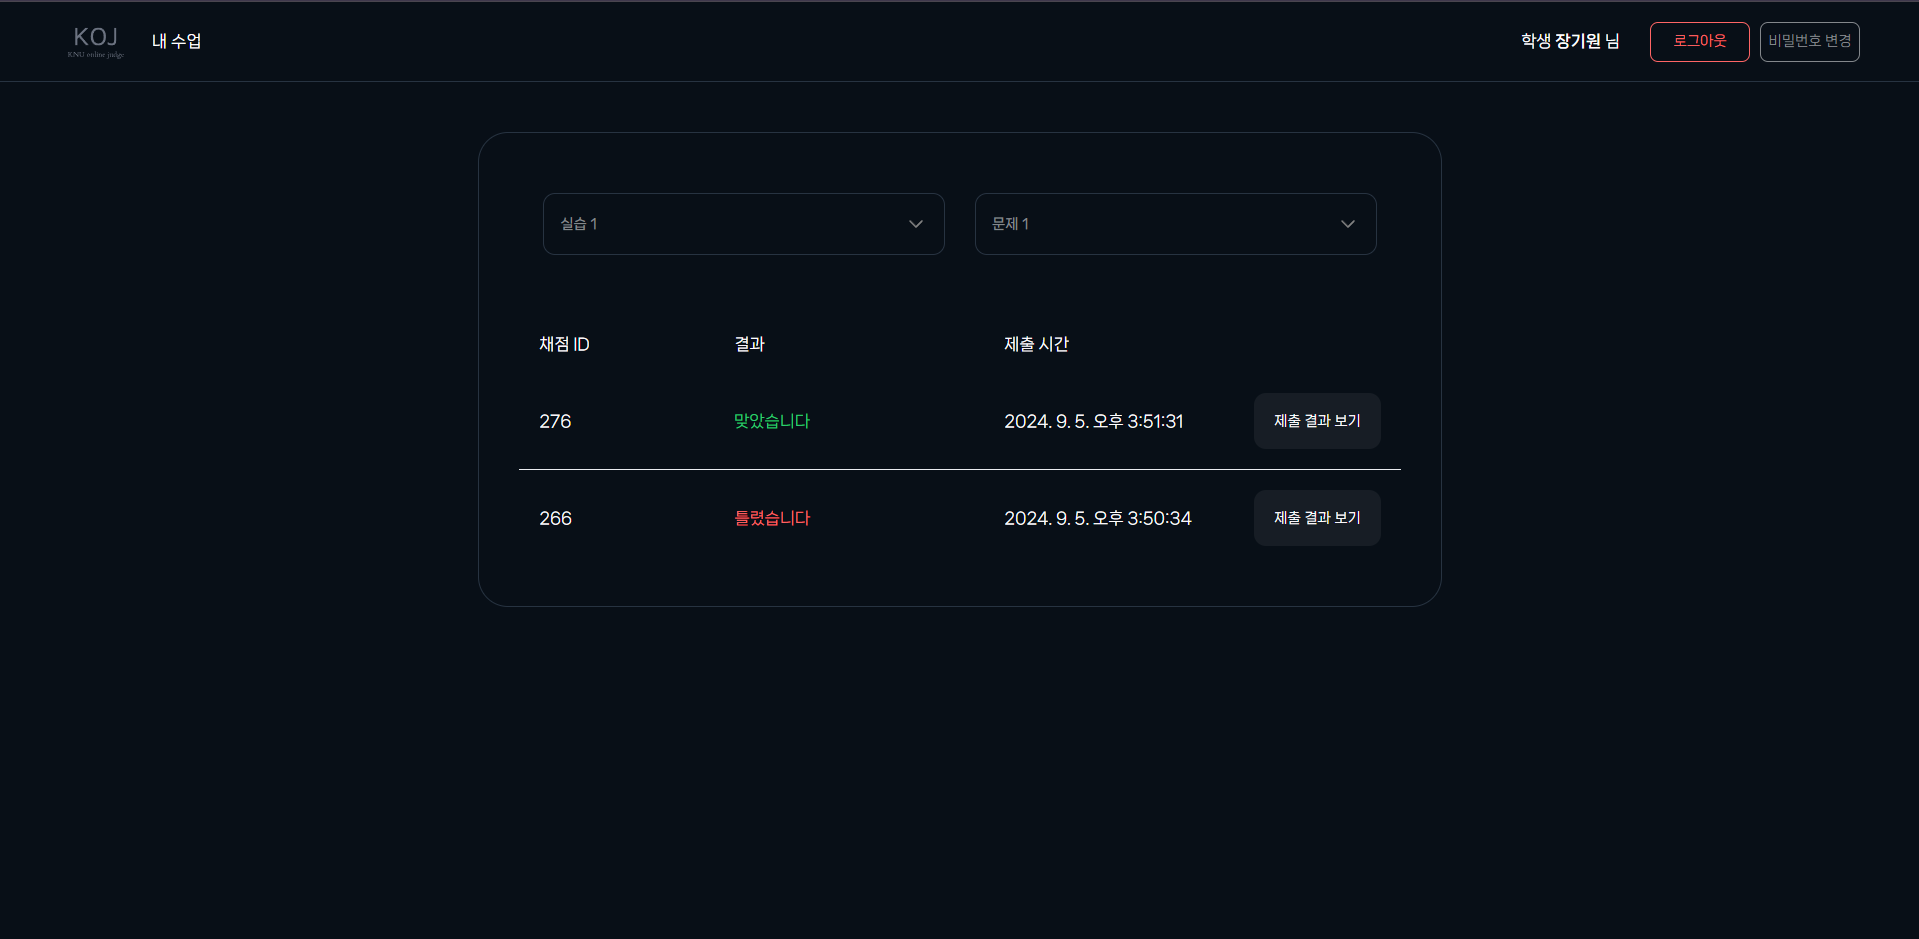 KOJ
KNU online judge
내 수업
학생 장기원 님
로그아웃
비밀번호 변경
실습 1
문제 1
채점 ID 결과 제출 시간
276 맞았습니다 2024. 9. 5. 오후 3:51:31 제출 결과 보기
266 틀렸습니다 2024. 9. 5. 오후 3:50:34 제출 결과 보기